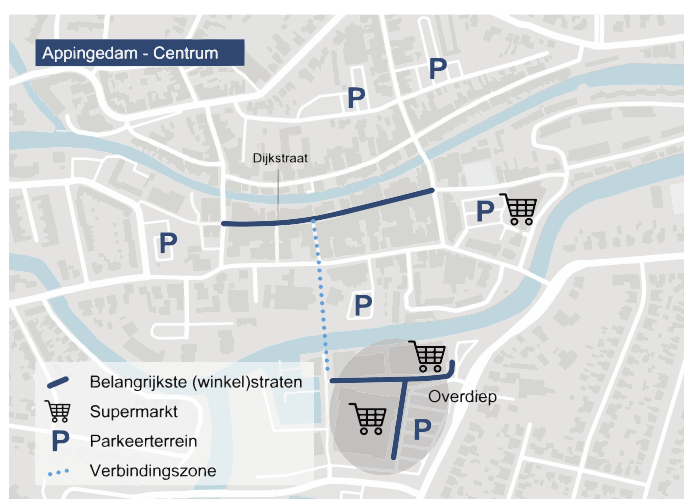 Appingedam - Centrum
P
P
Dijkstraat
P
P
P
Overdiep
P
Belangrijkste (winkel)straten
Supermarkt
P Parkeerterrein
Verbindingszone